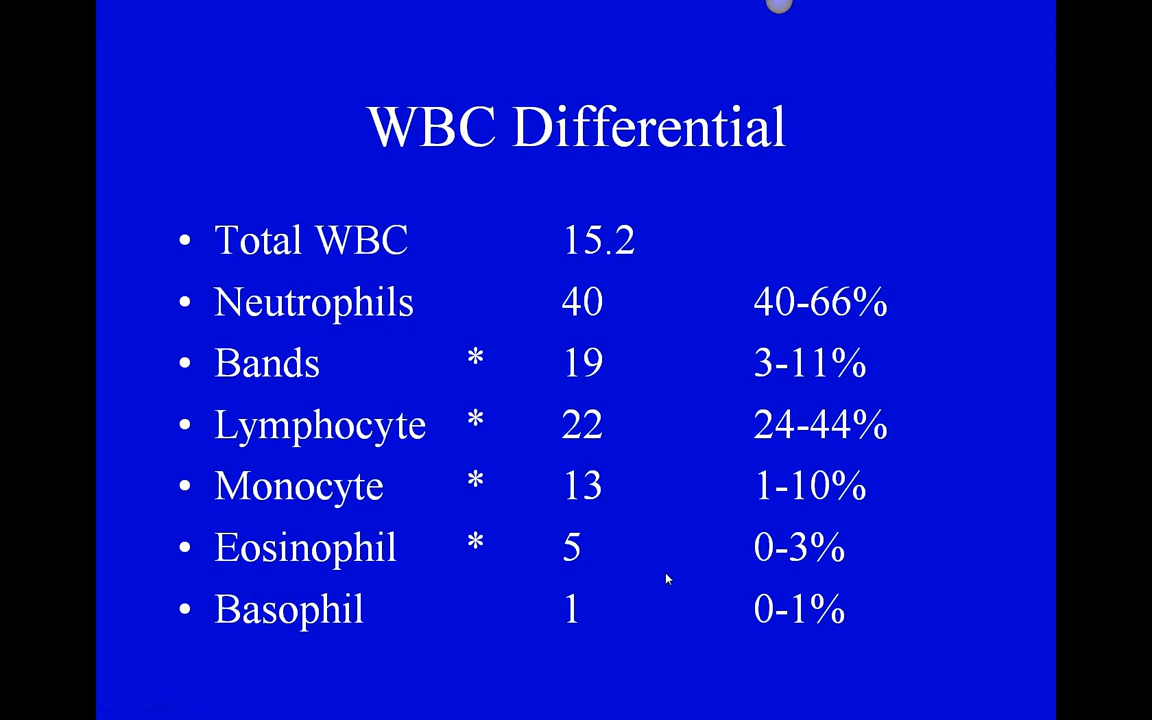 WBC Differential
• Total WBC 15.2
• Neutrophils 40 40-66%
• Bands * 19 3-11%
• Lymphocyte * 22 24-44%
• Monocyte * 13 1-10%
• Eosinophil * 5 0-3%
• Basophil 1 0-1%